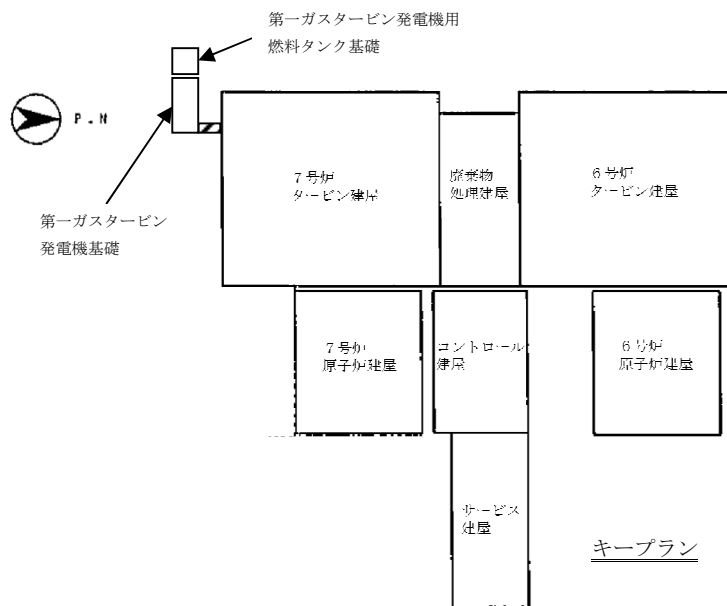 第一ガスタービン発電機用
燃料タンク基礎
P.N
第一ガスタービン
発電機基礎
7号炉
タービン建屋
廃棄物
処理建屋
6号炉
タービン建屋
7号炉
原子炉建屋
コントロール
建屋
6号炉
原子炉建屋
サービス
建屋
キープラン